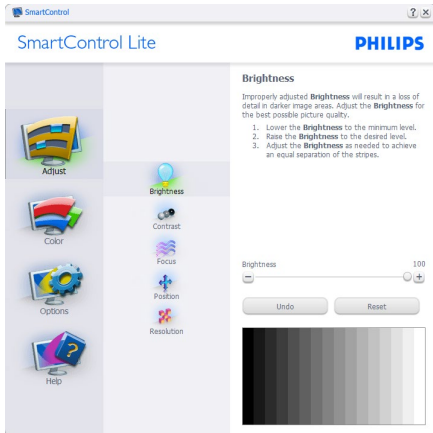 SmartControl
SmartControl Lite
PHILIPS
Adjust
Color
Options
Help
Brightness
Contrast
Focus
Position
Resolution
Brightness
Improperly adjusted Brightness will result in a loss of
detail in darker image areas. Adjust the Brightness for
the best possible picture quality.
1. Lower the Brightness to the minimum level.
2. Raise the Brightness to the desired level.
3. Adjust the Brightness as needed to achieve
an equal separation of the stripes.
Brightness 100
Undo Reset